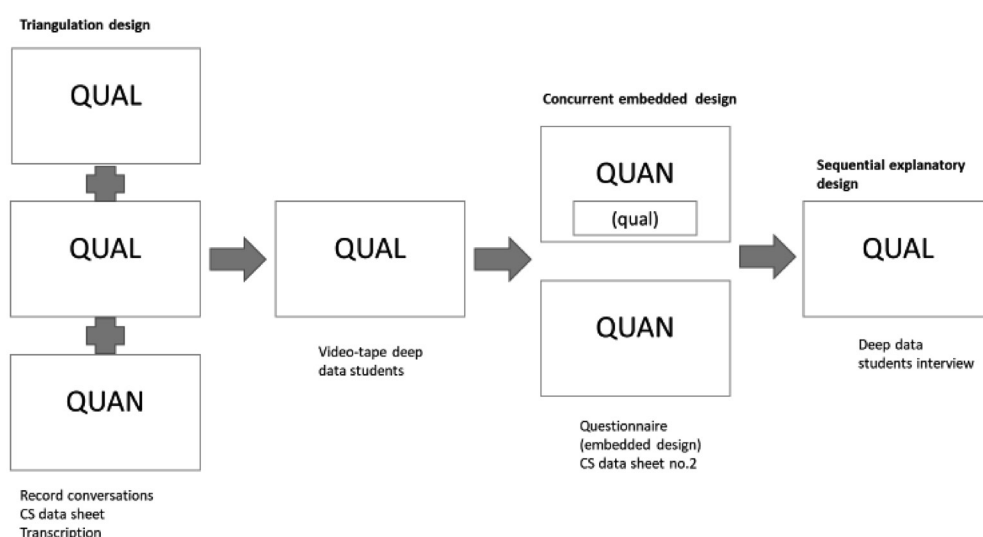 Triangulation design
QUAL
QUAL
QUAN
Record conversations
CS data sheet
Transcription
QUAL
Video-tape deep
data students
Concurrent embedded design
QUAN
(qual)
QUAN
Questionnaire
(embedded design)
CS data sheet no.2
Sequential explanatory
design
QUAL
Deep data
students interview